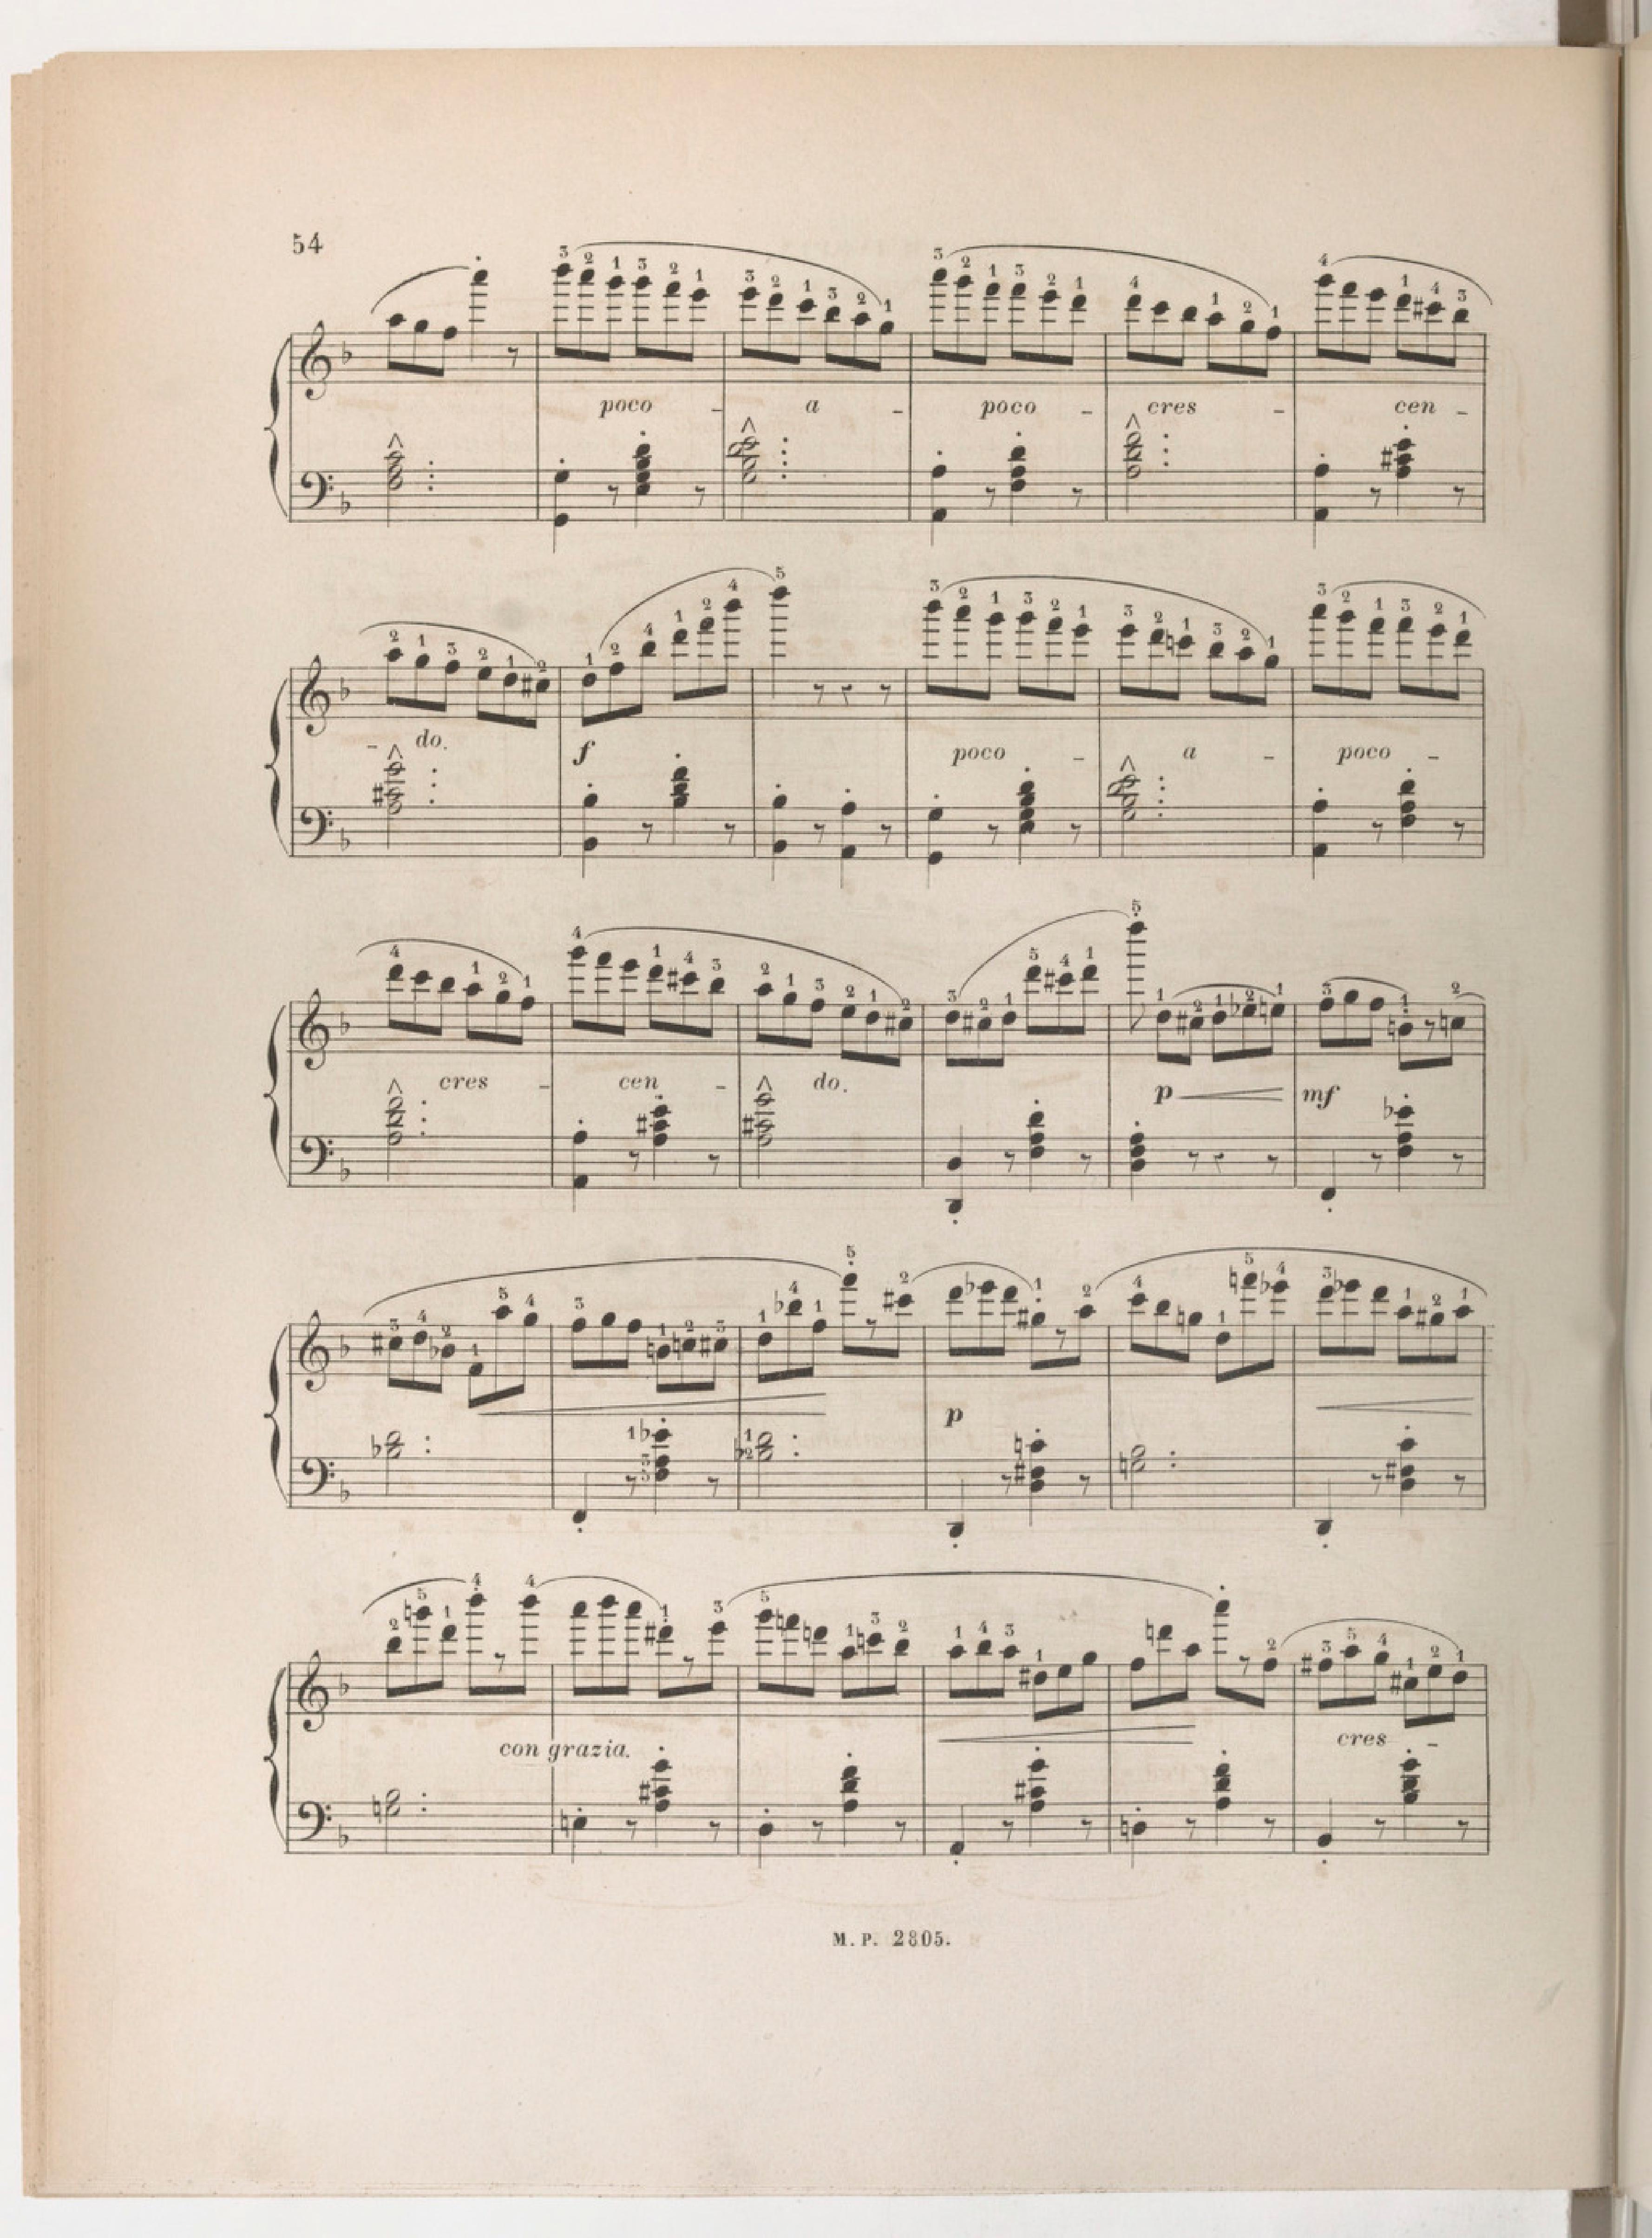 54
poco - a - poco - cres - cen -
- do. f poco - a - poco -
cres - cen - do. p mf
p
con grazia. cres -
M. P. 2805.